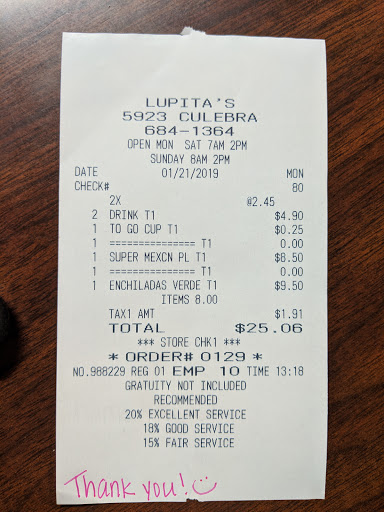 LUPITA'S
5923 CULEBRA
684-1364
OPEN MON SAT 7AM 2PM
SUNDAY 8AM 2PM
DATE 01/21/2019 MON
CHECK# 80
2X @2.45
2 DRINK T1 $4.90
1 TO GO CUP T1 $0.25
1 =============== T1 0.00
1 SUPER MEXCN PL T1 $8.50
1 =============== T1 0.00
1 ENCHILADAS VERDE T1 $9.50
ITEMS 8.00
TAX1 AMT $1.91
TOTAL $25.06
*** STORE CHK1 ***
* ORDER# 0129 *
NO.988229 REG 01 EMP 10 TIME 13:18
GRATUITY NOT INCLUDED
RECOMMENDED
20% EXCELLENT SERVICE
18% GOOD SERVICE
15% FAIR SERVICE
Thank you!